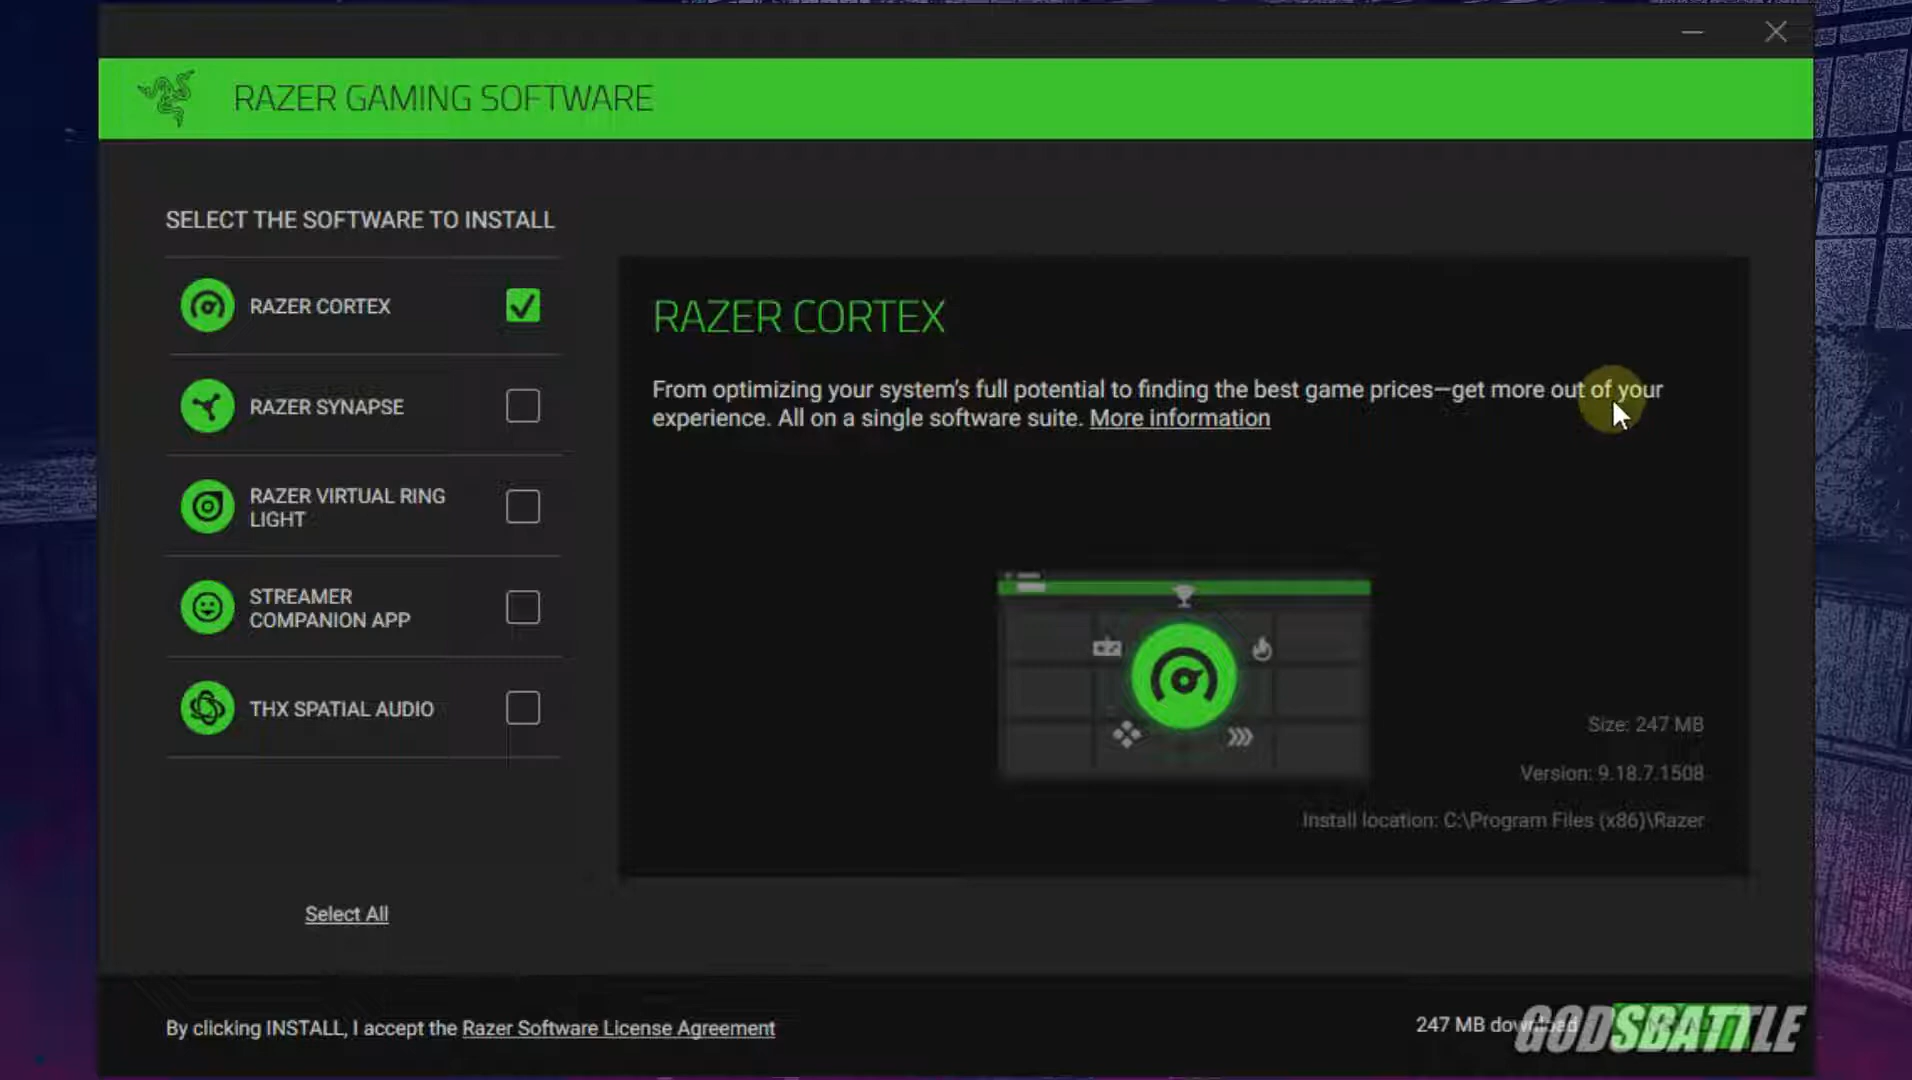 RAZER GAMING SOFTWARE
SELECT THE SOFTWARE TO INSTALL
RAZER CORTEX
RAZER SYNAPSE
RAZER VIRTUAL RING
LIGHT
STREAMER
COMPANION APP
THX SPATIAL AUDIO
Select All
RAZER CORTEX
From optimizing your system's full potential to finding the best game prices—get more out of your
experience. All on a single software suite. More information
Size: 247 MB
Version: 9.18.7.1508
Install location: C:\Program Files (x86)\Razer
By clicking INSTALL, I accept the Razer Software License Agreement
247 MB download
GODSBATTLE